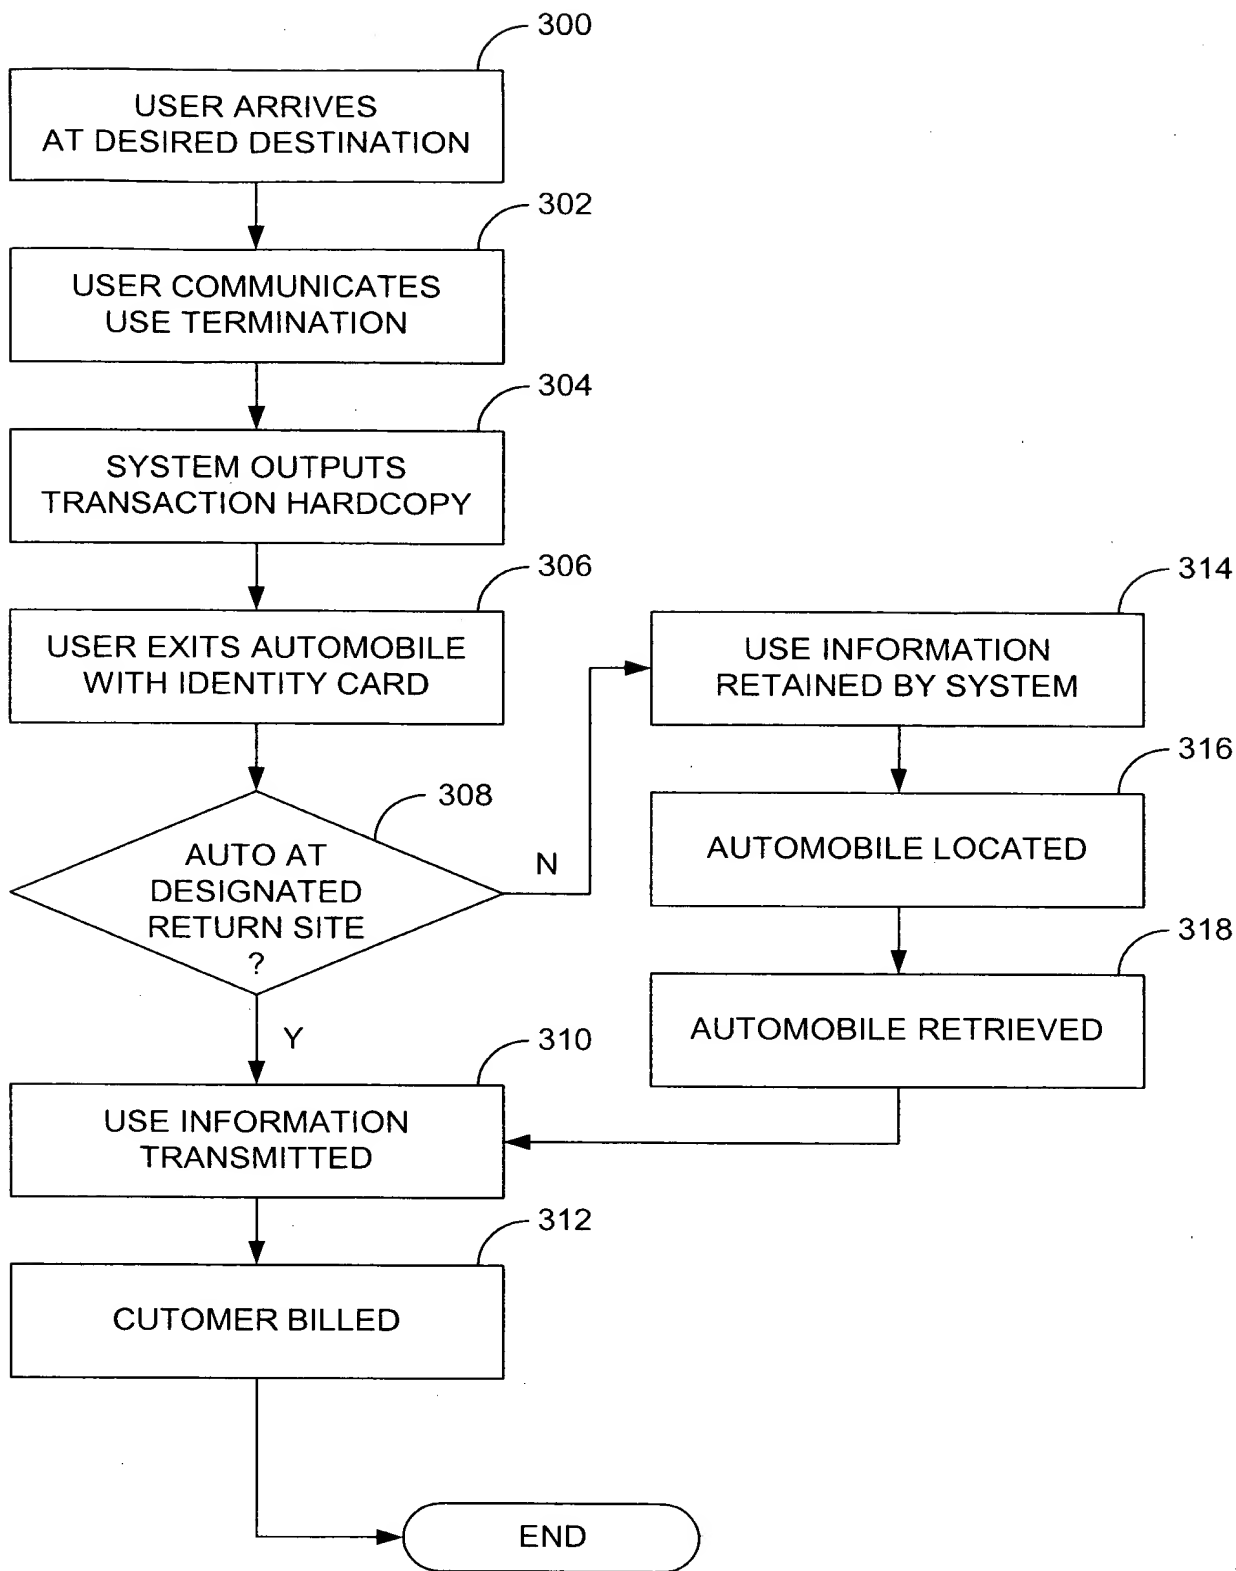 300
USER ARRIVES
AT DESIRED DESTINATION
302
USER COMMUNICATES
USE TERMINATION
304
SYSTEM OUTPUTS
TRANSACTION HARDCOPY
306
USER EXITS AUTOMOBILE
WITH IDENTITY CARD
308
AUTO AT
DESIGNATED
RETURN SITE
?
N
Y
314
USE INFORMATION
RETAINED BY SYSTEM
316
AUTOMOBILE LOCATED
318
AUTOMOBILE RETRIEVED
310
USE INFORMATION
TRANSMITTED
312
CUTOMER BILLED
END